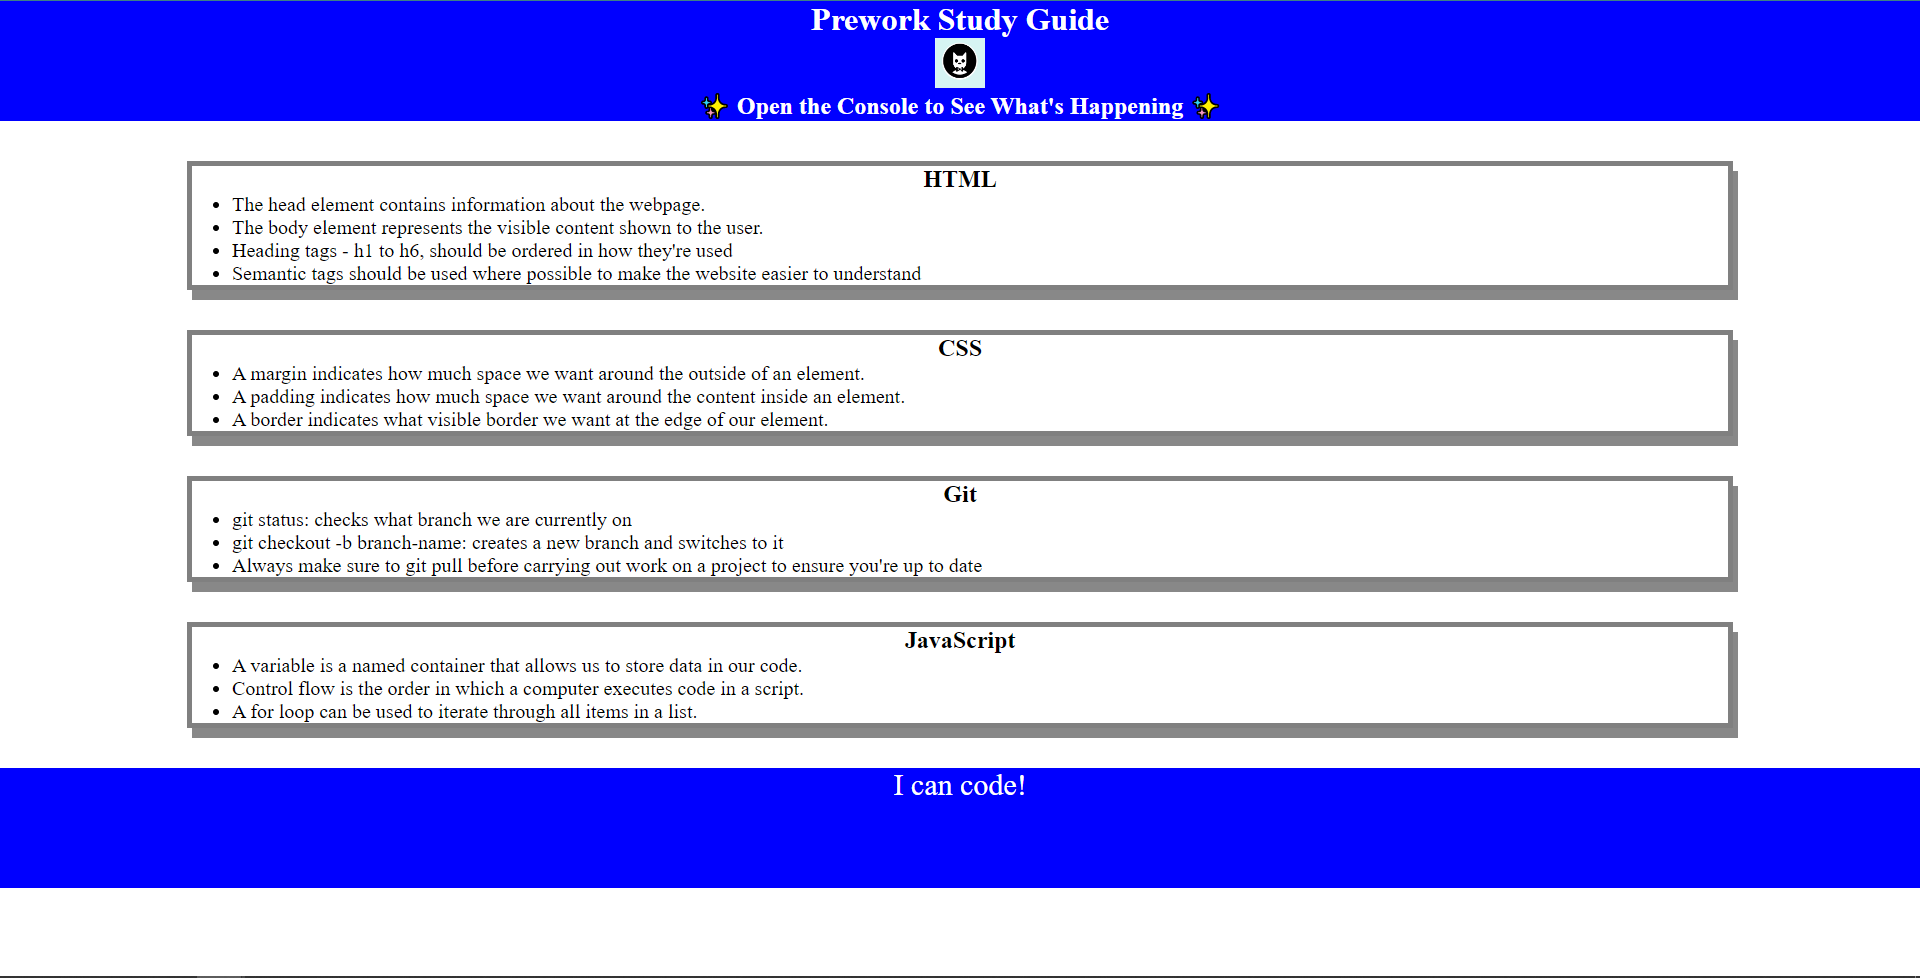 Prework Study Guide
✨ Open the Console to See What's Happening ✨
HTML
• The head element contains information about the webpage.
• The body element represents the visible content shown to the user.
• Heading tags - h1 to h6, should be ordered in how they're used
• Semantic tags should be used where possible to make the website easier to understand
CSS
• A margin indicates how much space we want around the outside of an element.
• A padding indicates how much space we want around the content inside an element.
• A border indicates what visible border we want at the edge of our element.
Git
• git status: checks what branch we are currently on
• git checkout -b branch-name: creates a new branch and switches to it
• Always make sure to git pull before carrying out work on a project to ensure you're up to date
JavaScript
• A variable is a named container that allows us to store data in our code.
• Control flow is the order in which a computer executes code in a script.
• A for loop can be used to iterate through all items in a list.
I can code!